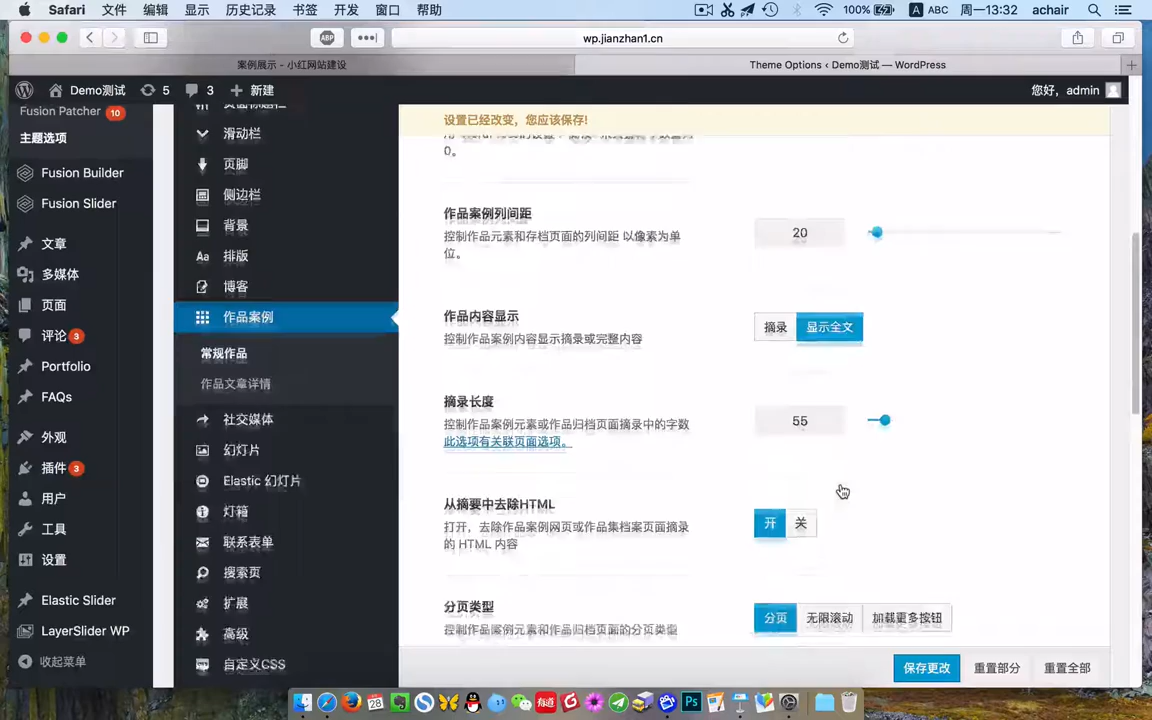 Safari 文件 编辑 显示 历史记录 书签 开发 窗口 帮助 100% A ABC 周一13:32 achair
ABP wp.jianzhan1.cn
案例展示 - 小红网站建设 Theme Options ‹ Demo测试 — WordPress
Demo测试 5 3 新建 您好，admin
Fusion Patcher 10
主题选项
Fusion Builder
Fusion Slider
文章
多媒体
页面
评论 3
Portfolio
FAQs
外观
插件 3
用户
工具
设置
Elastic Slider
LayerSlider WP
收起菜单
页面标题栏
滑动栏
页脚
侧边栏
背景
Aa 排版
博客
作品案例
常规作品
作品文章详情
社交媒体
幻灯片
Elastic 幻灯片
灯箱
联系表单
搜索页
扩展
高级
自定义CSS
设置已经改变，您应该保存!
0。
作品案例列间距
控制作品元素和存档页面的列间距 以像素为单
位。
20
作品内容显示
控制作品案例内容显示摘录或完整内容
摘录 显示全文
摘录长度
控制作品案例元素或作品归档页面摘录中的字数
此选项有关联页面选项。
55
从摘要中去除HTML
打开，去除作品案例网页或作品集档案页面摘录
的 HTML 内容
开 关
分页类型
控制作品案例元素和作品归档页面的分页类型
分页 无限滚动 加载更多按钮
保存更改 重置部分 重置全部
28 有道 Ps